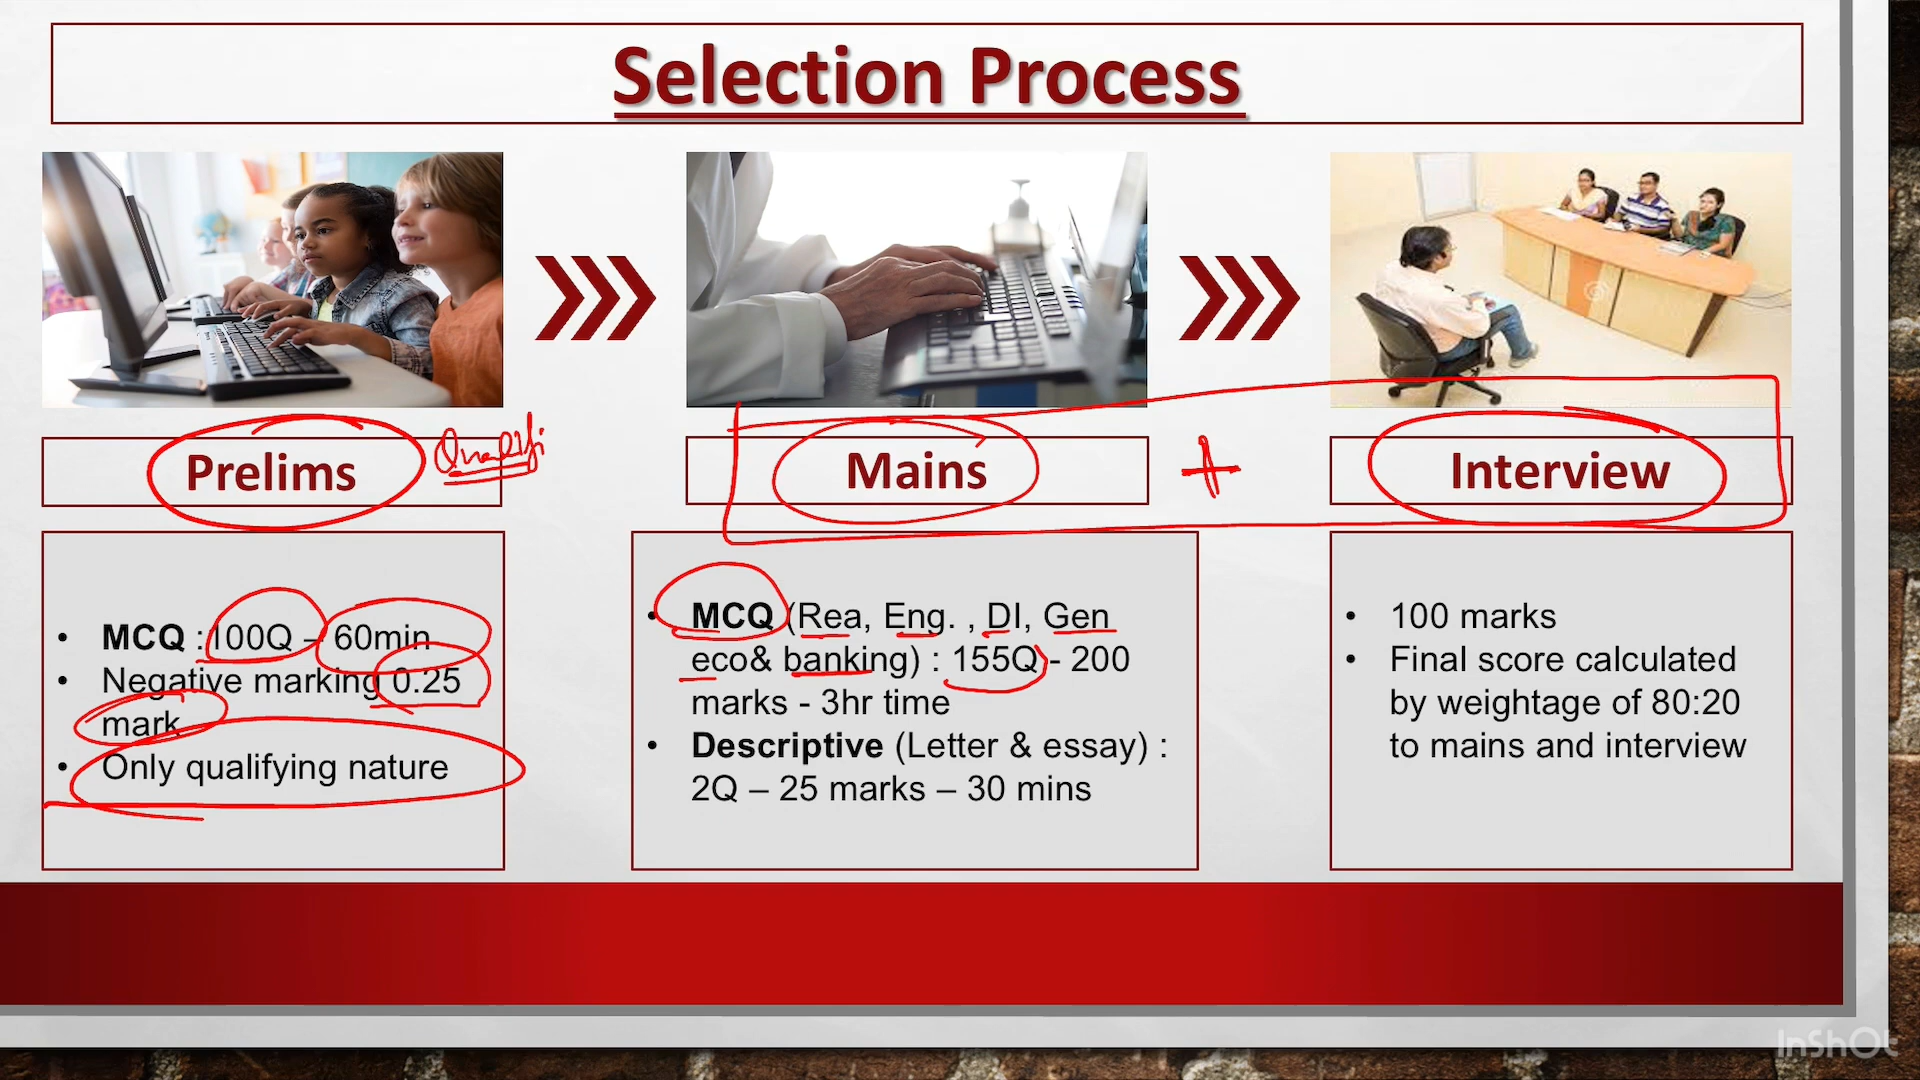 Selection Process
Prelims
Mains
+
Interview
• MCQ : 100Q – 60min
• Negative marking 0.25
mark
• Only qualifying nature
• MCQ (Rea, Eng. , DI, Gen
eco& banking) : 155Q - 200
marks - 3hr time
• Descriptive (Letter & essay) :
2Q – 25 marks – 30 mins
• 100 marks
• Final score calculated
by weightage of 80:20
to mains and interview
InShOt